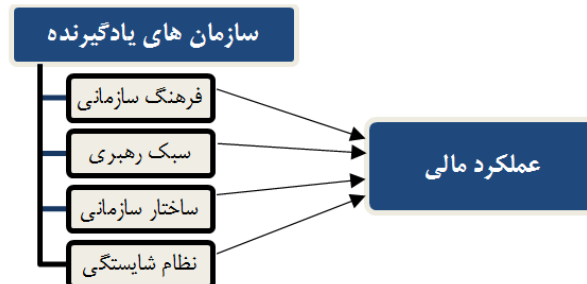 سازمان های یادگیرنده
فرهنگ سازمانی
سبک رهبری
ساختار سازمانی
نظام شایستگی
عملکرد مالی